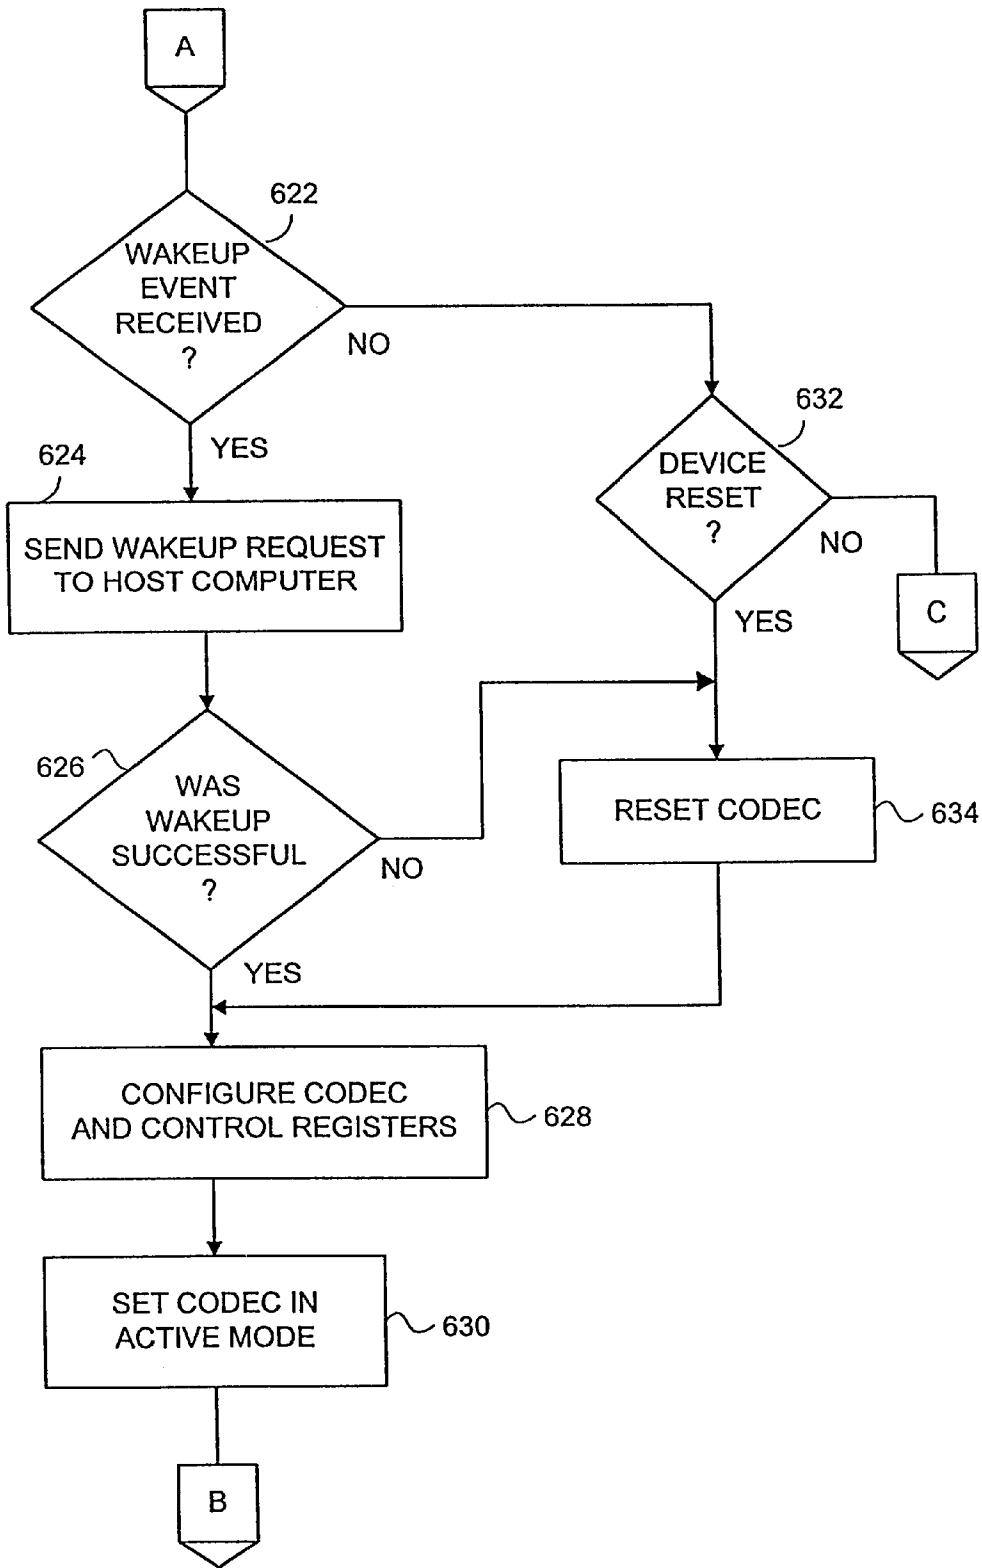 A
622
WAKEUP
EVENT
RECEIVED
?
NO
YES
632
DEVICE
RESET
?
NO
YES
C
624
SEND WAKEUP REQUEST
TO HOST COMPUTER
626
WAS
WAKEUP
SUCCESSFUL
?
NO
YES
RESET CODEC
634
CONFIGURE CODEC
AND CONTROL REGISTERS
628
SET CODEC IN
ACTIVE MODE
630
B